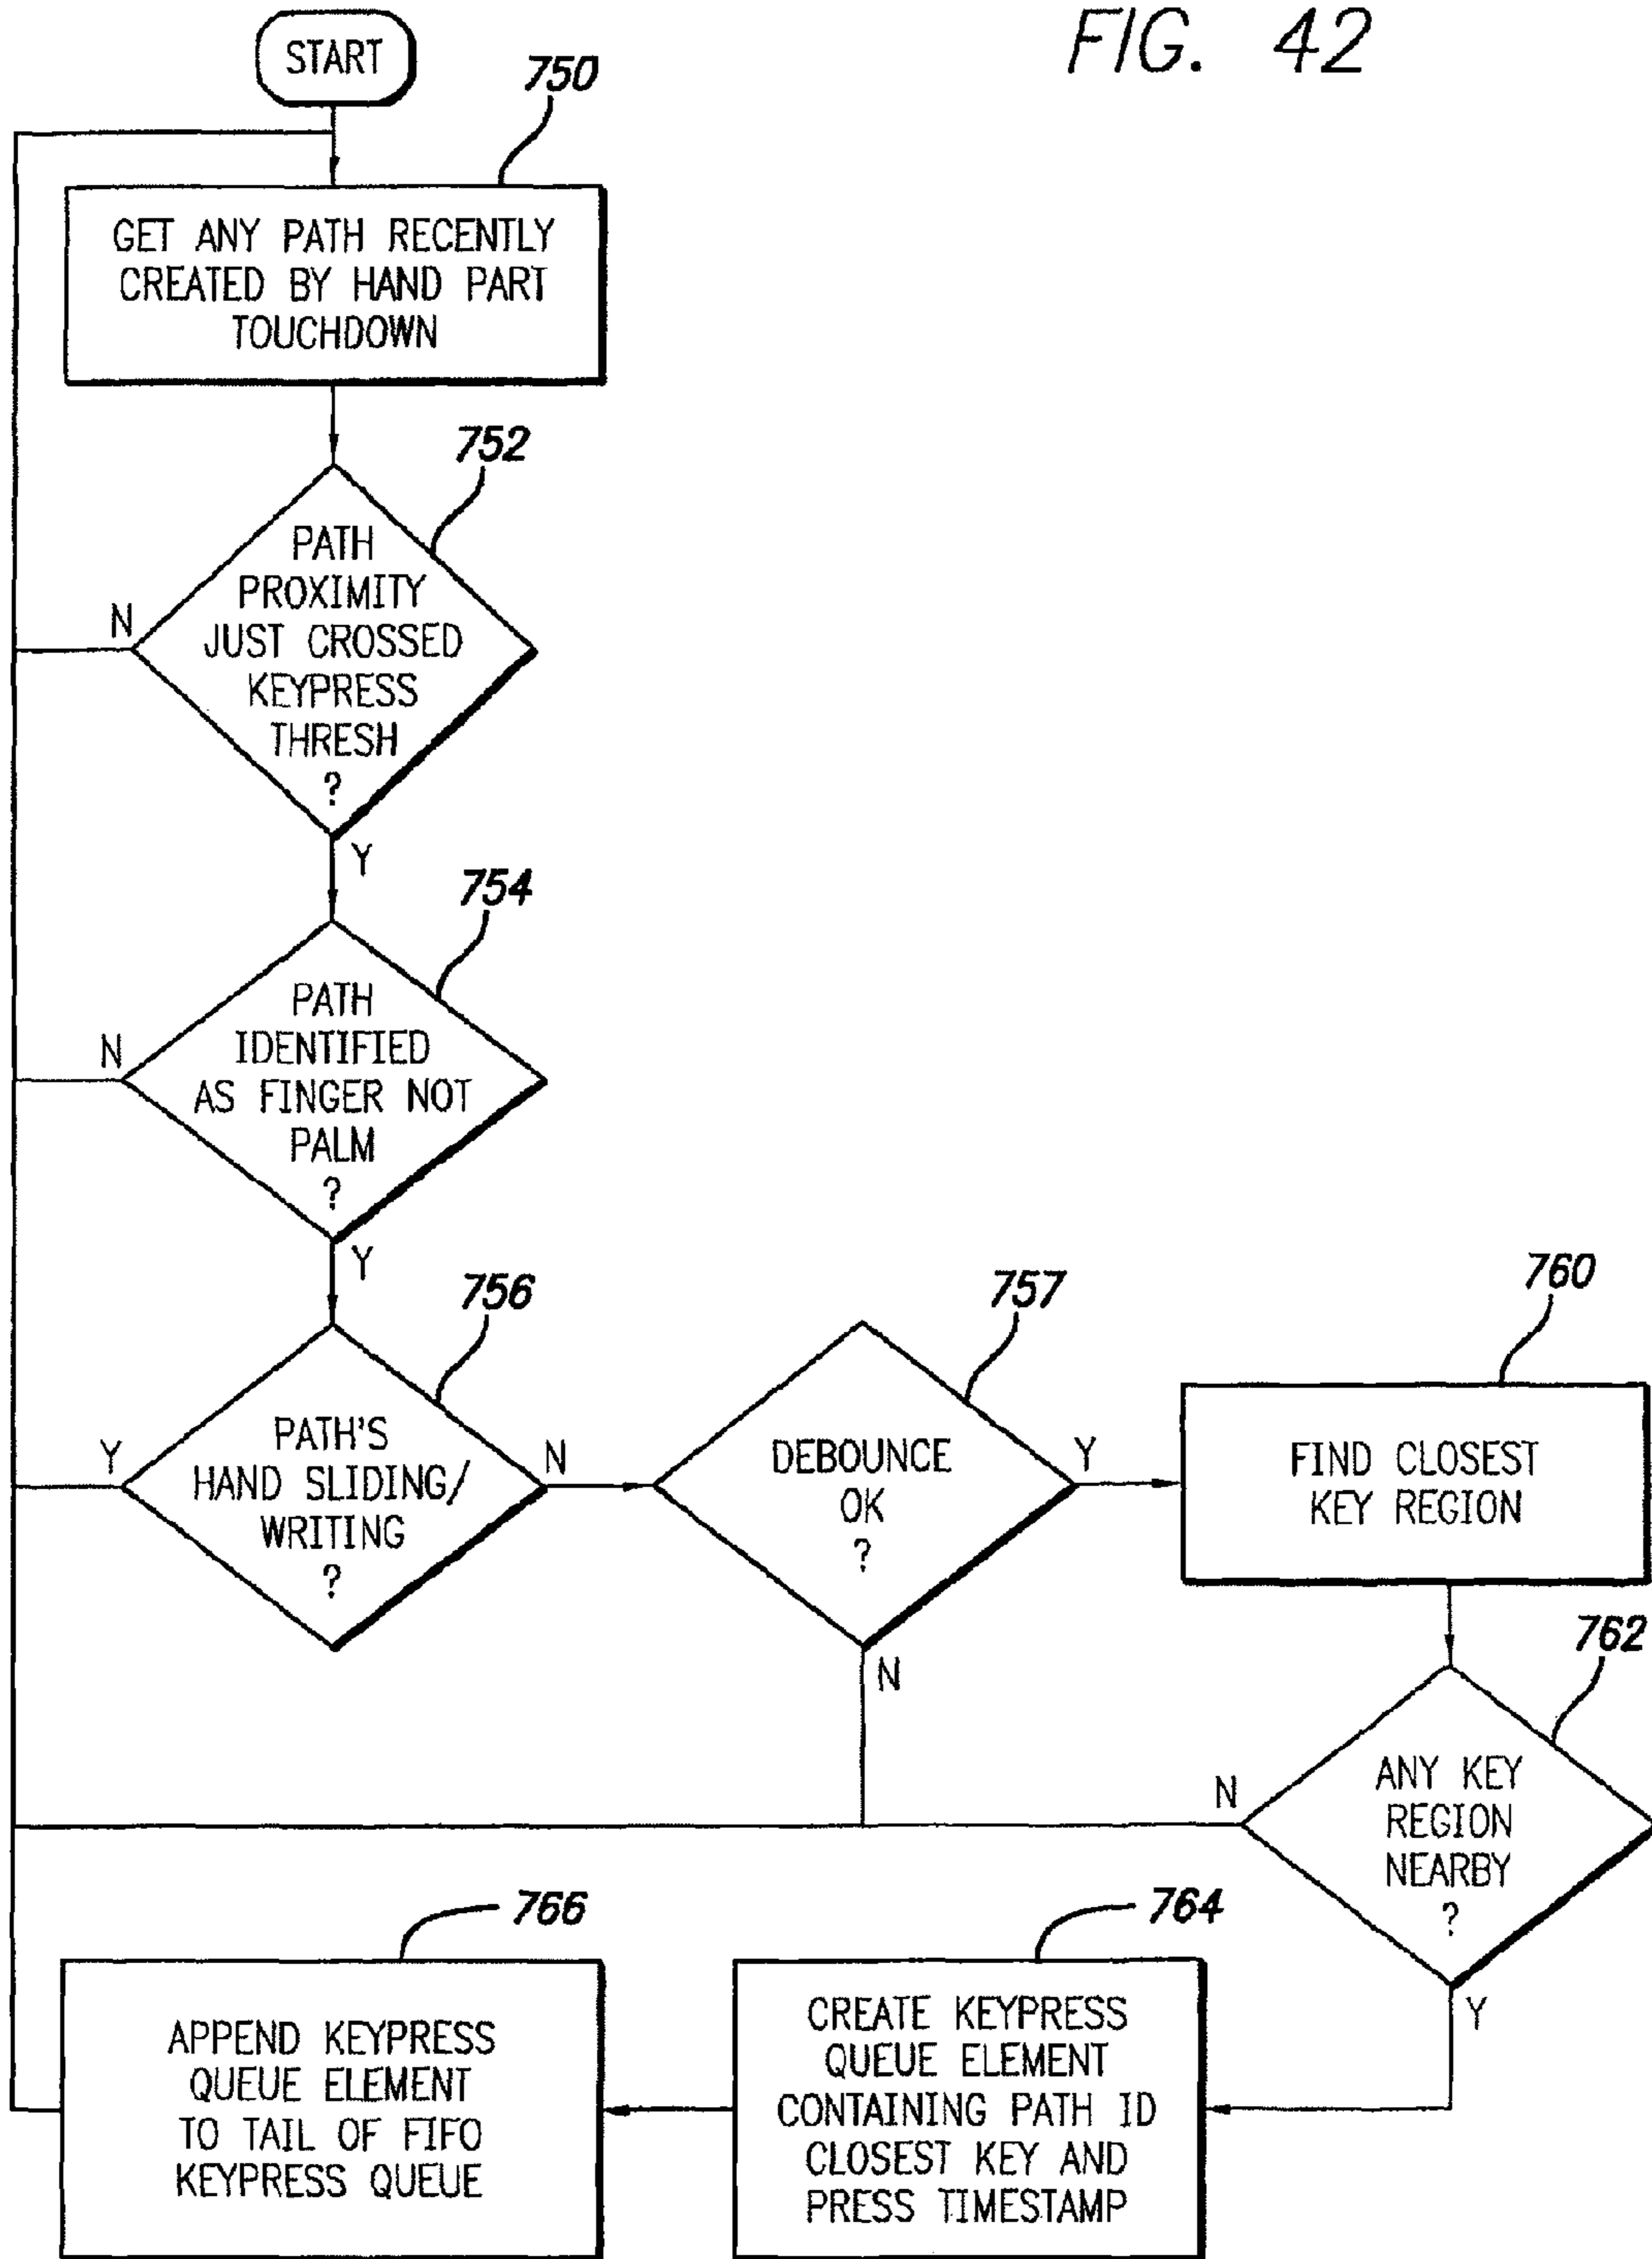 FIG. 42
START
750
GET ANY PATH RECENTLY
CREATED BY HAND PART
TOUCHDOWN
752
PATH
PROXIMITY
JUST CROSSED
KEYPRESS
THRESH
?
N
Y
754
PATH
IDENTIFIED
AS FINGER NOT
PALM
?
N
Y
756
PATH'S
HAND SLIDING/
WRITING
?
Y
N
757
DEBOUNCE
OK
?
Y
N
760
FIND CLOSEST
KEY REGION
762
ANY KEY
REGION
NEARBY
?
N
Y
764
CREATE KEYPRESS
QUEUE ELEMENT
CONTAINING PATH ID
CLOSEST KEY AND
PRESS TIMESTAMP
766
APPEND KEYPRESS
QUEUE ELEMENT
TO TAIL OF FIFO
KEYPRESS QUEUE